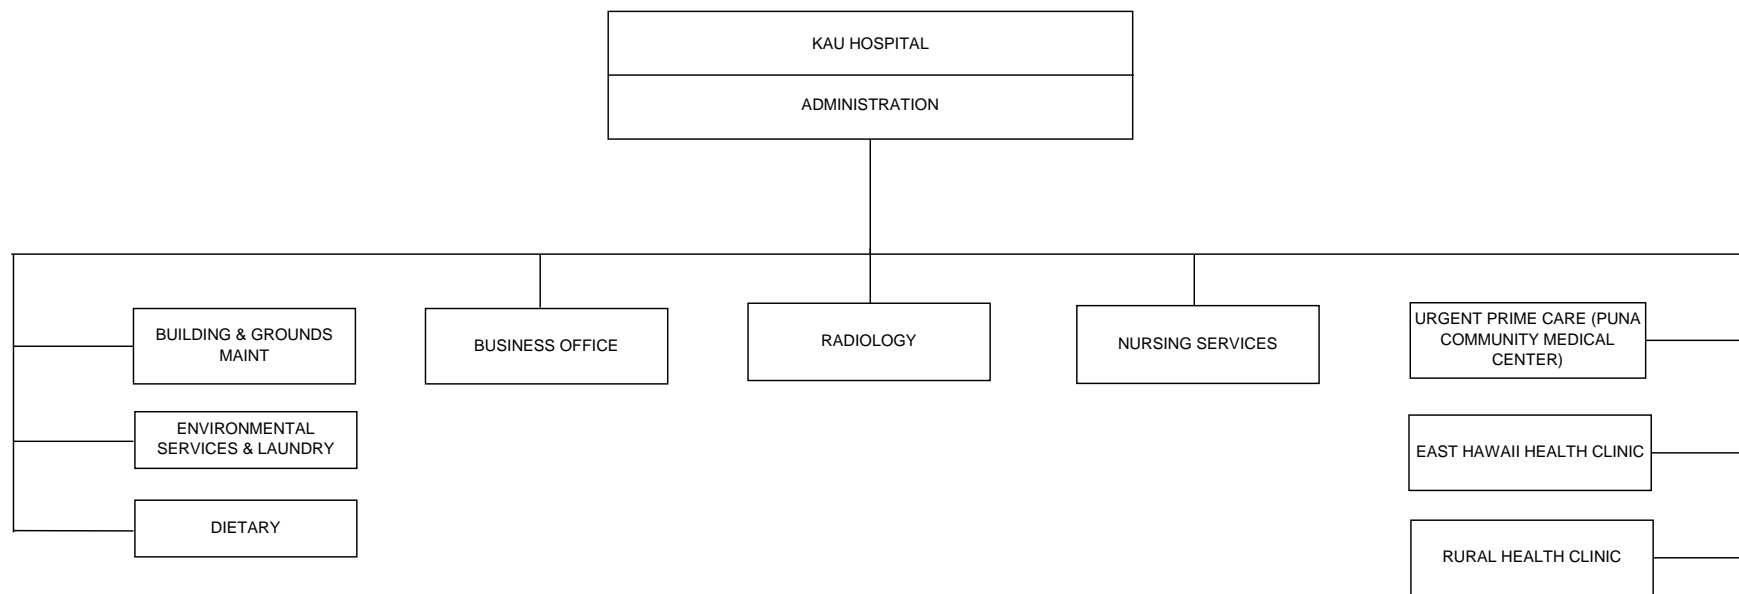 KAU HOSPITAL
ADMINISTRATION
BUILDING & GROUNDS
MAINT
BUSINESS OFFICE
RADIOLOGY
NURSING SERVICES
URGENT PRIME CARE (PUNA
COMMUNITY MEDICAL
CENTER)
ENVIRONMENTAL
SERVICES & LAUNDRY
EAST HAWAII HEALTH CLINIC
DIETARY
RURAL HEALTH CLINIC